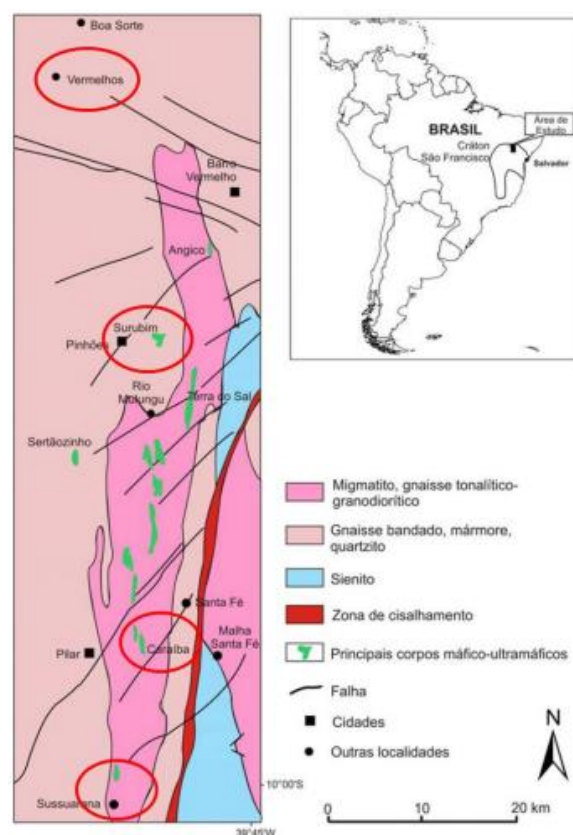 Boa Sorte
Vermelhos
Barro
Vermelho
Angico
Surubim
Pinhões
Rio
Mulungu
Terra do Sal
Sertãozinho
Santa Fé
Malha
Santa Fé
Caraíba
Pilar
Sussuarana
10°00'S
39°45'W
BRASIL
Área de
Estudo
Cráton
São Francisco
Salvador
Migmatito, gnaisse tonalítico-
granodiorítico
Gnaisse bandado, mármore,
quartzito
Sienito
Zona de cisalhamento
Principais corpos máfico-ultramáficos
Falha
Cidades
Outras localidades
N
0 10 20 km